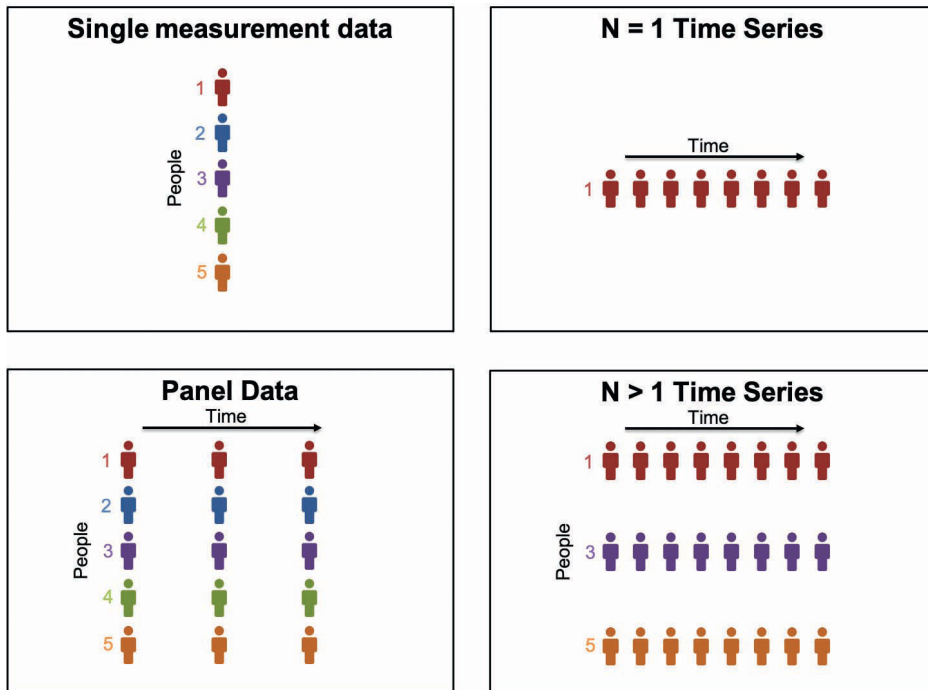 Single measurement data
1
2
3
4
5
People
N = 1 Time Series
Time
1
Panel Data
Time
1
2
3
4
5
People
N > 1 Time Series
Time
1
3
5
People